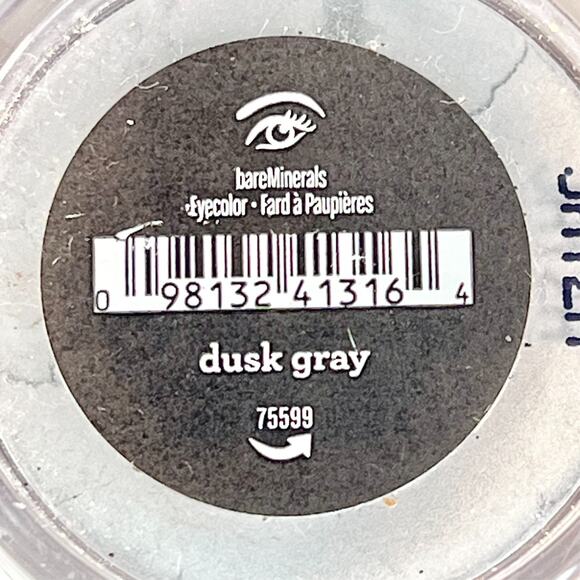 bareMinerals
Eyecolor • Fard à Paupières
0 98132 41316 4
dusk gray
75599